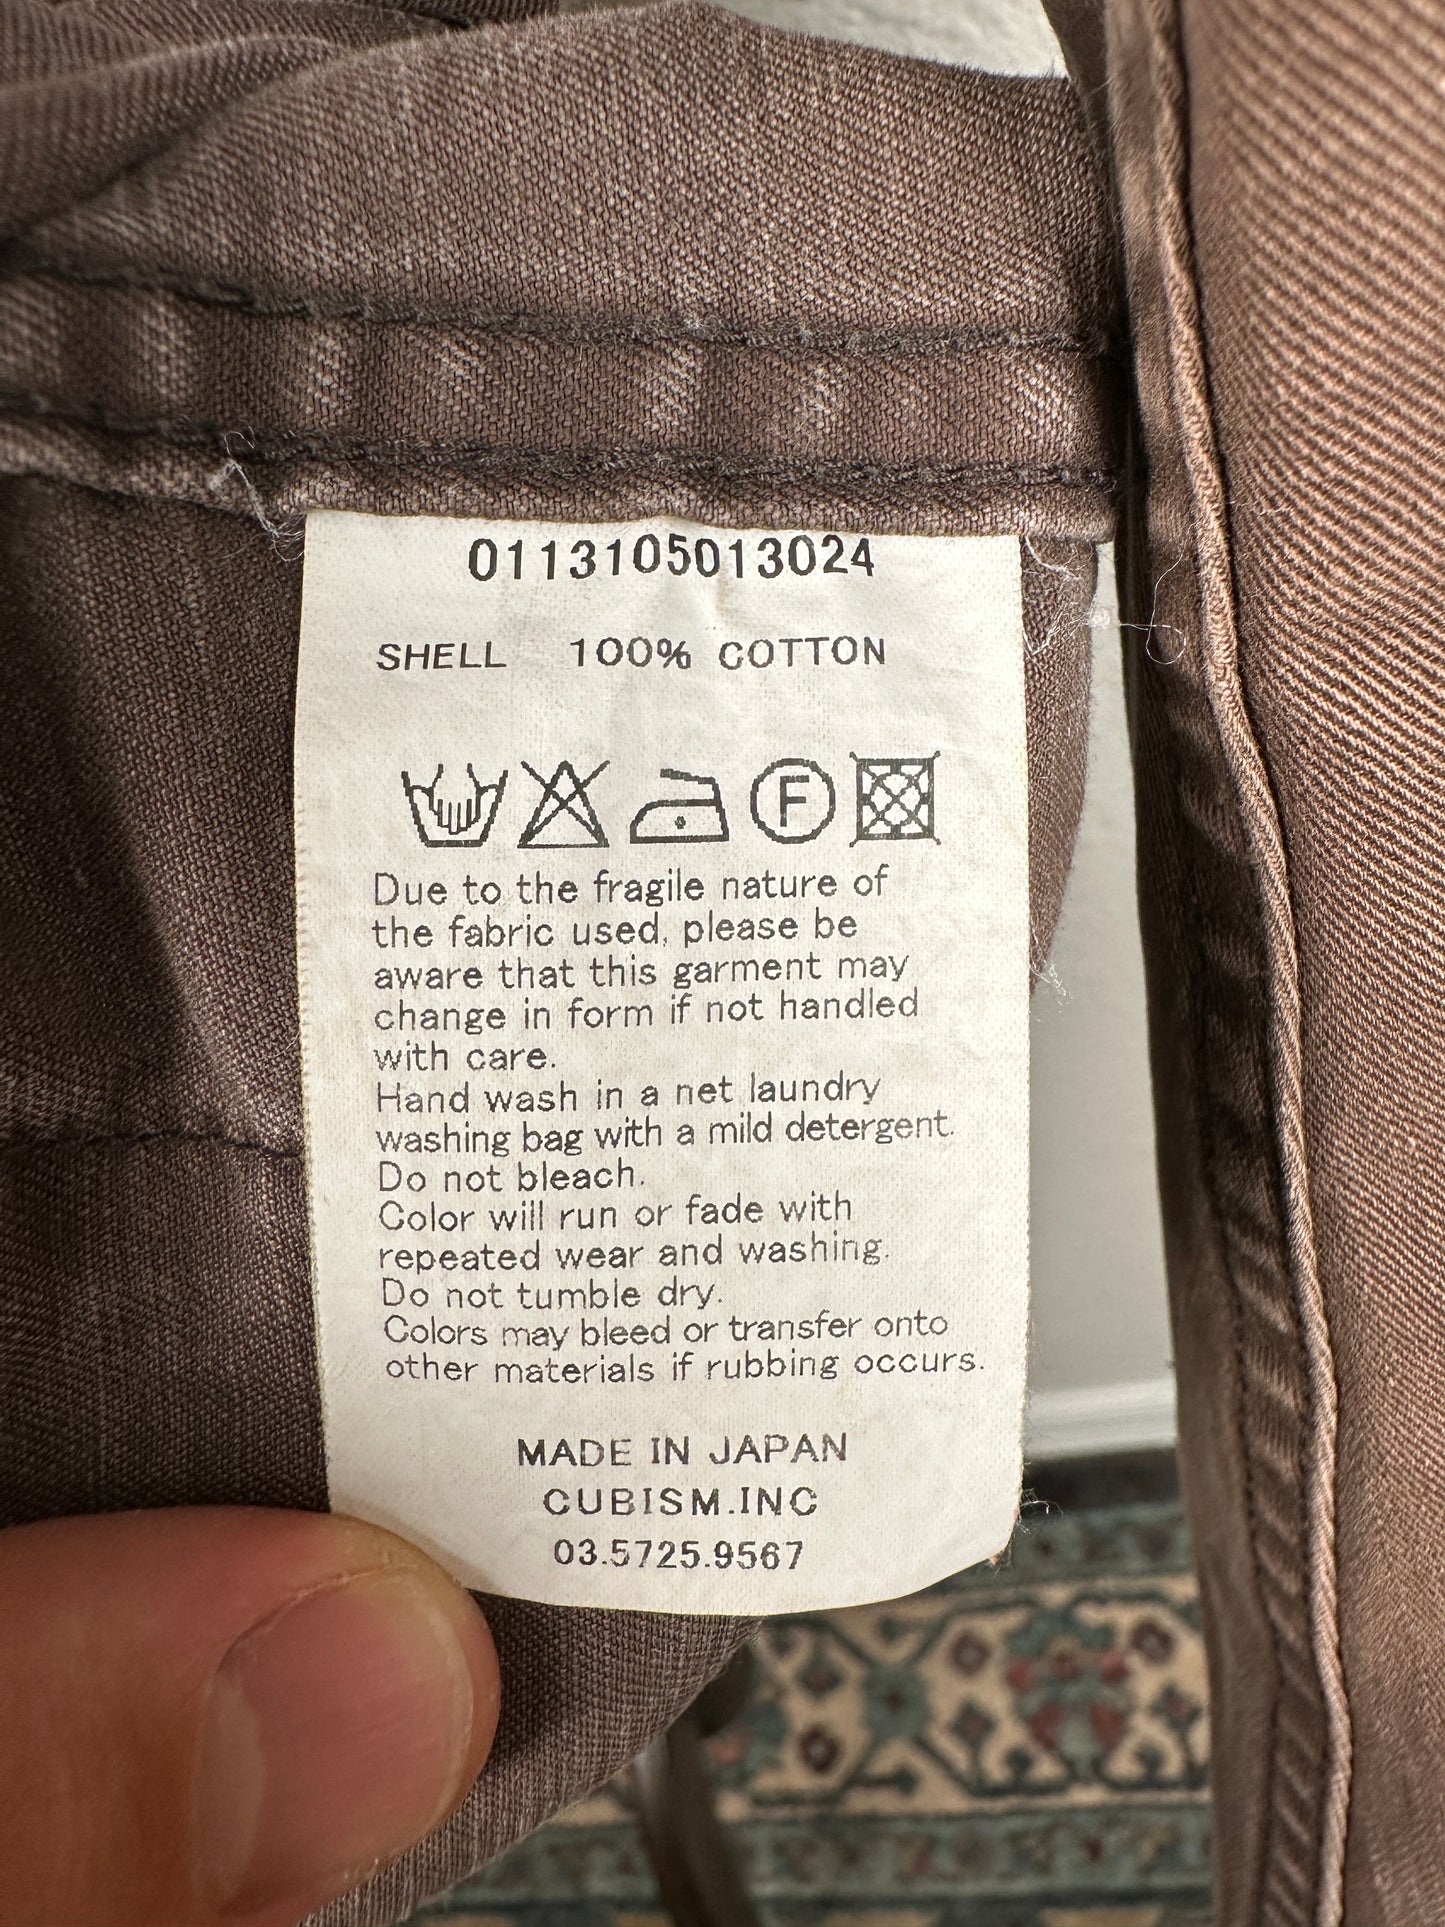 0113105013024
SHELL 100% COTTON
F
Due to the fragile nature of
the fabric used, please be
aware that this garment may
change in form if not handled
with care.
Hand wash in a net laundry
washing bag with a mild detergent.
Do not bleach.
Color will run or fade with
repeated wear and washing.
Do not tumble dry.
Colors may bleed or transfer onto
other materials if rubbing occurs.
MADE IN JAPAN
CUBISM.INC
03.5725.9567